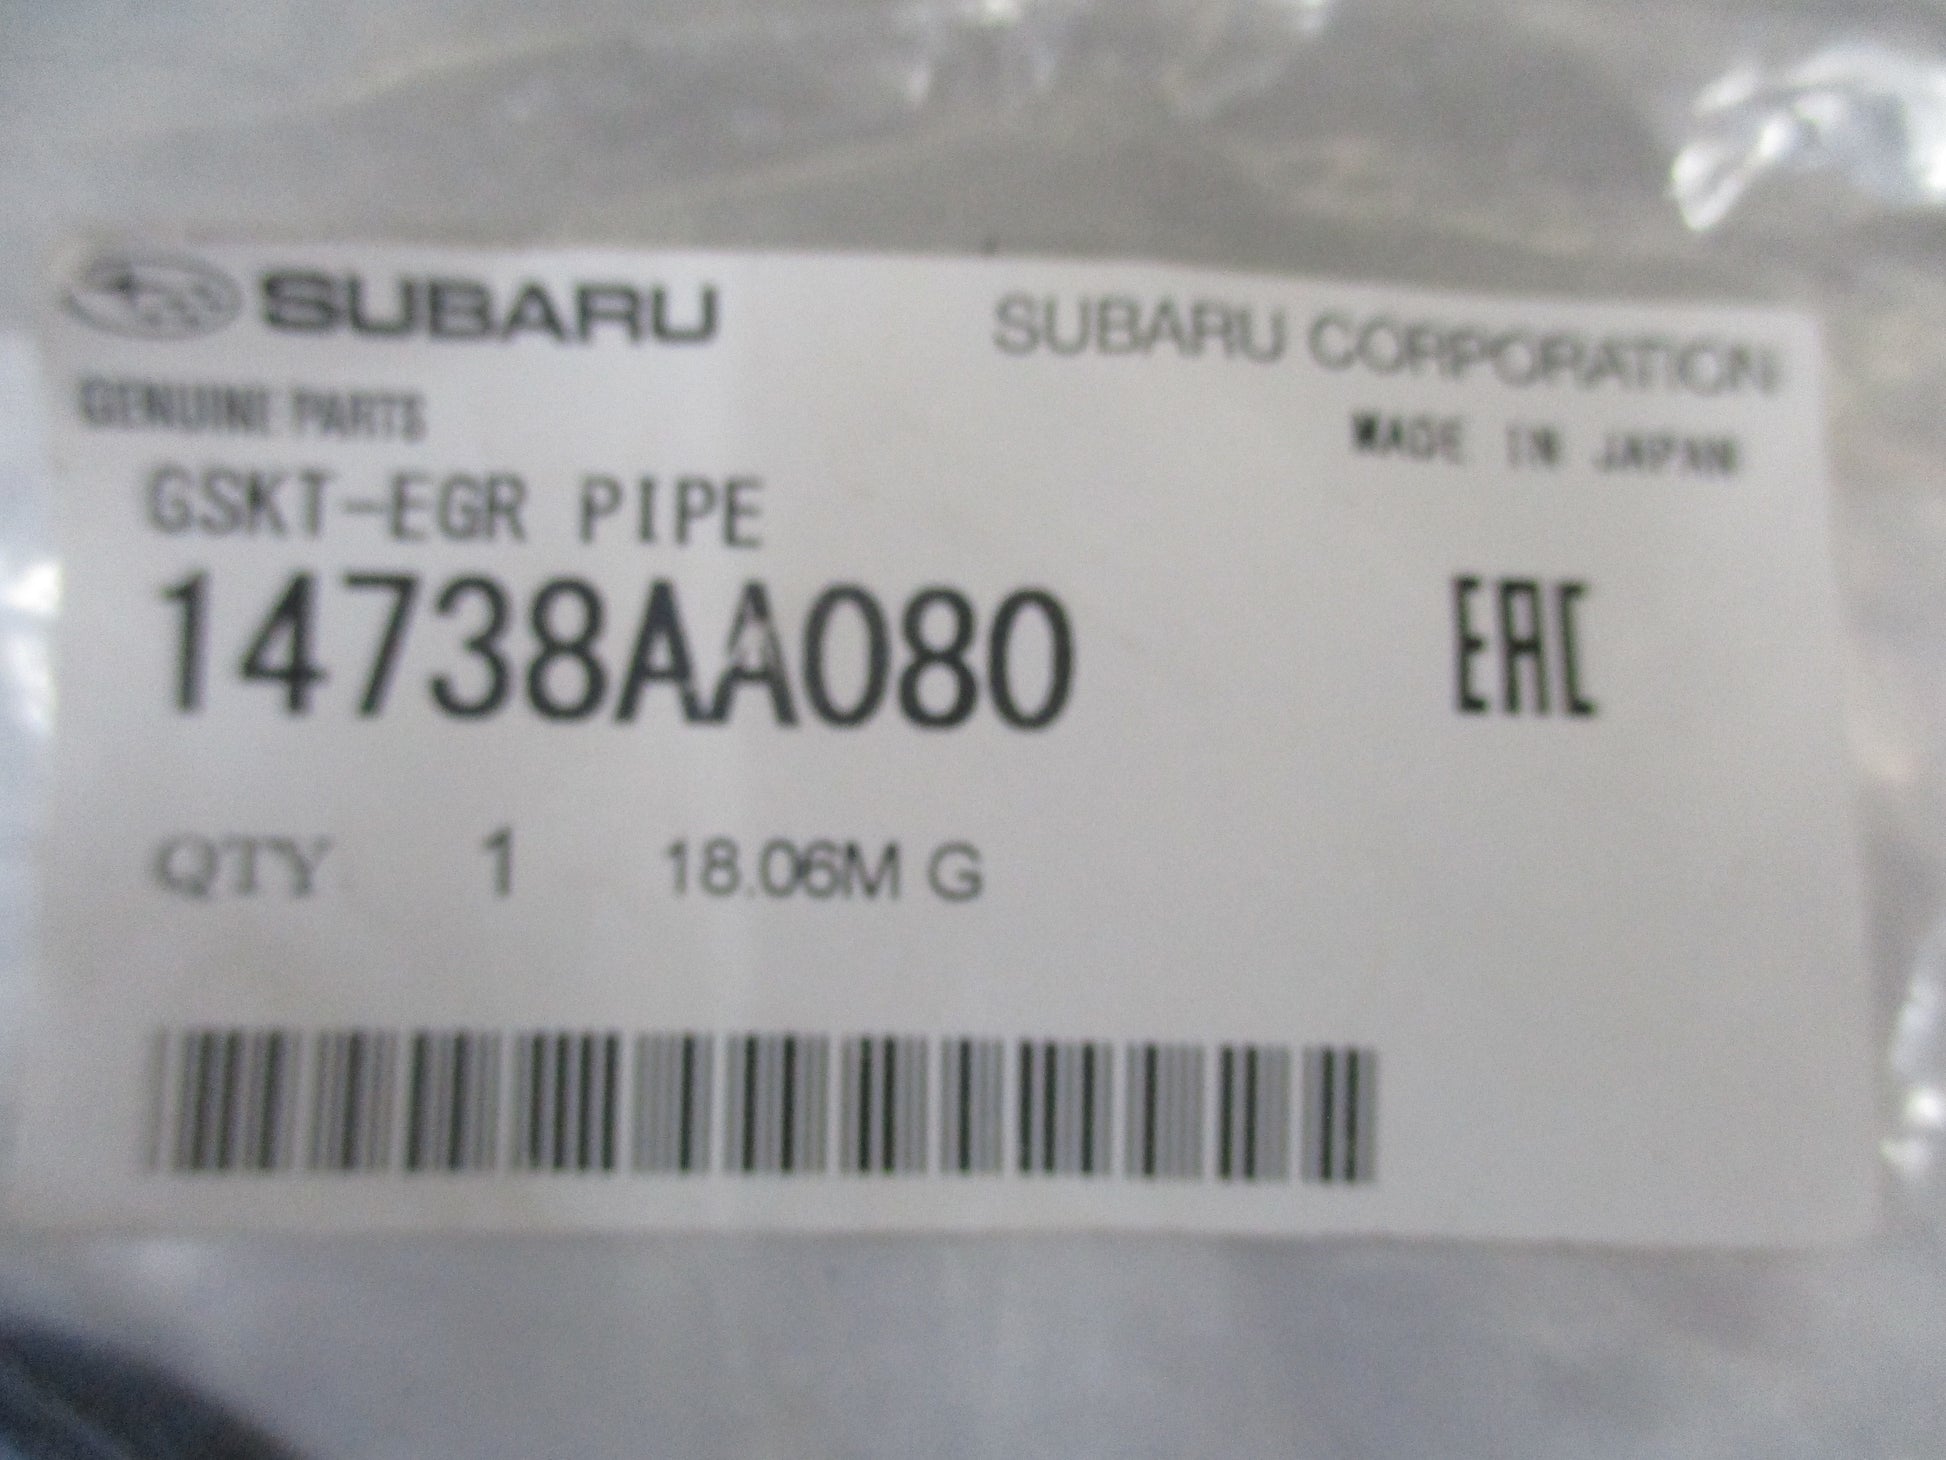 SUBARU
SUBARU CORPORATION
GENUINE PARTS
MADE IN JAPAN
GSKT-EGR PIPE
14738AA080
EAC
QTY 1 18.06M G